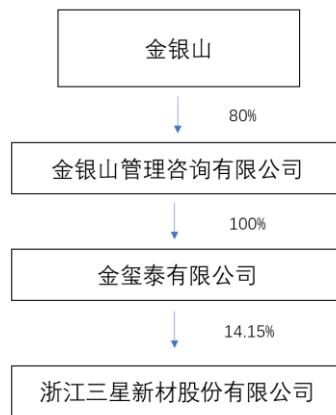 金银山
80%
金银山管理咨询有限公司
100%
金玺泰有限公司
14.15%
浙江三星新材股份有限公司